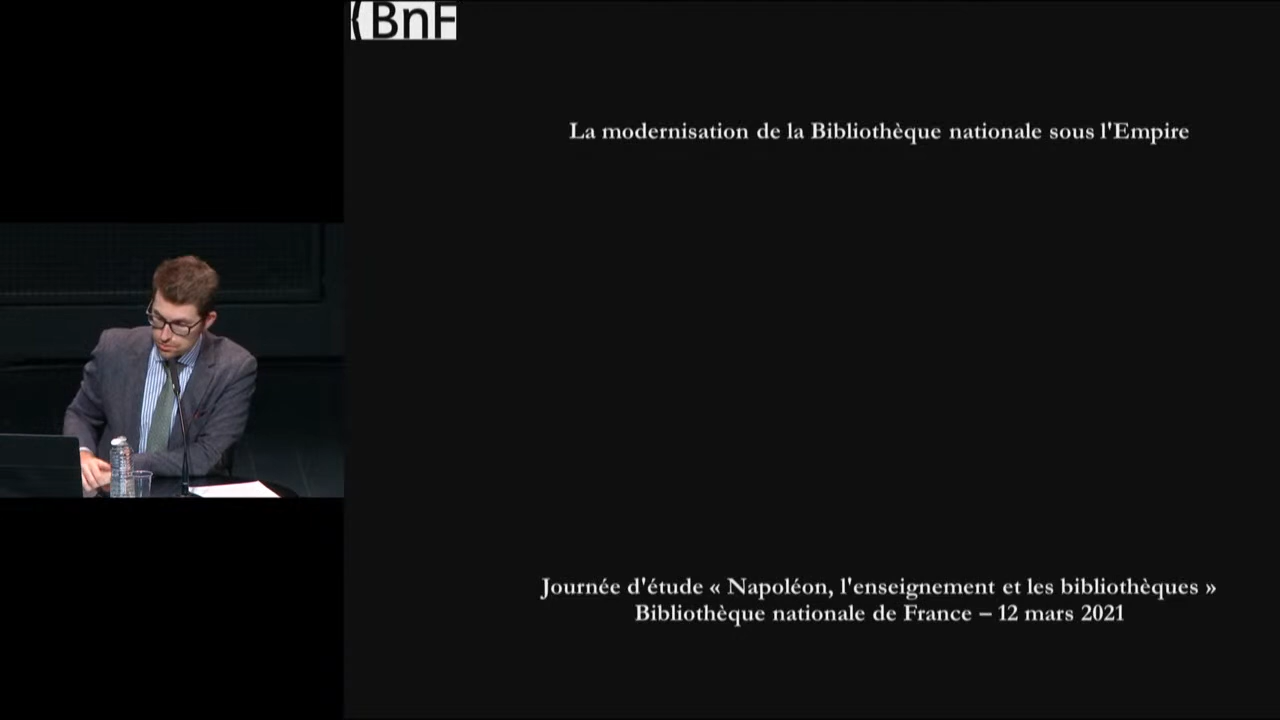 (BnF
La modernisation de la Bibliothèque nationale sous l'Empire
Journée d'étude « Napoléon, l'enseignement et les bibliothèques »
Bibliothèque nationale de France – 12 mars 2021